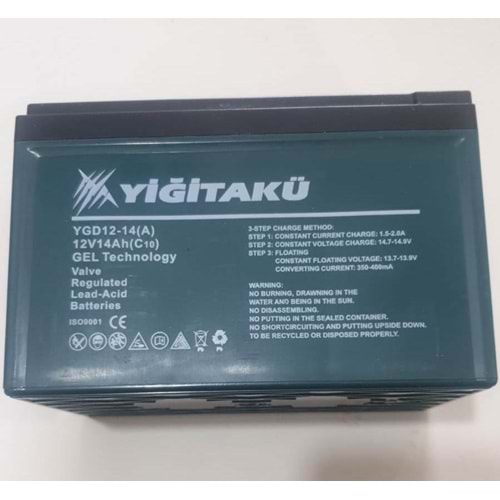 YİĞİTAKÜ
YGD12-14(A)
12V14Ah(C10)
GEL Technology
Valve
Regulated
Lead-Acid
Batteries
ISO9001 CE
Pb Pb
3-STEP CHARGE METHOD:
STEP 1: CONSTANT CURRENT CHARGE: 1.5-2.0A
STEP 2: CONSTANT VOLTAGE CHARGE: 14.7-14.9V
STEP 3: FLOATING
CONSTANT FLOATING VOLTAGE: 13.7-13.9V
CONVERTING CURRENT: 350-400mA
WARNING:
NO BURNING, DRAWNING IN THE
WATER AND BEING IN THE SUN.
NO DISASSEMBLING.
NO PUTTING IN THE SEALED CONTAINER.
NO SHORYCIRCUITING AND PUTTING UPSIDE DOWN.
TO BE RECYCLED OR DISPOSED PROPERLY.